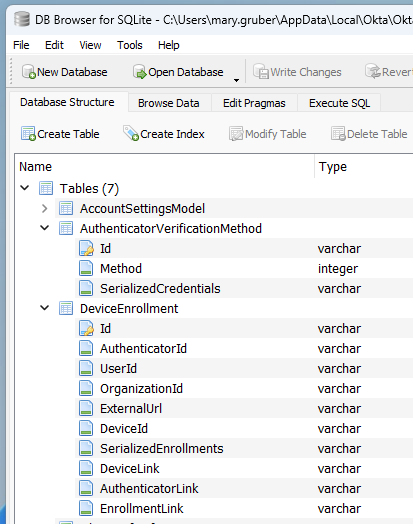 DB Browser for SQLite - C:\Users\mary.gruber\AppData\Local\Okta\Okt
File Edit View Tools Help
New Database Open Database Write Changes Revert
Database Structure Browse Data Edit Pragmas Execute SQL
Create Table Create Index Modify Table Delete Table
Name Type
Tables (7)
AccountSettingsModel
AuthenticatorVerificationMethod
Id varchar
Method integer
SerializedCredentials varchar
DeviceEnrollment
Id varchar
AuthenticatorId varchar
UserId varchar
OrganizationId varchar
ExternalUrl varchar
DeviceId varchar
SerializedEnrollments varchar
DeviceLink varchar
AuthenticatorLink varchar
EnrollmentLink varchar